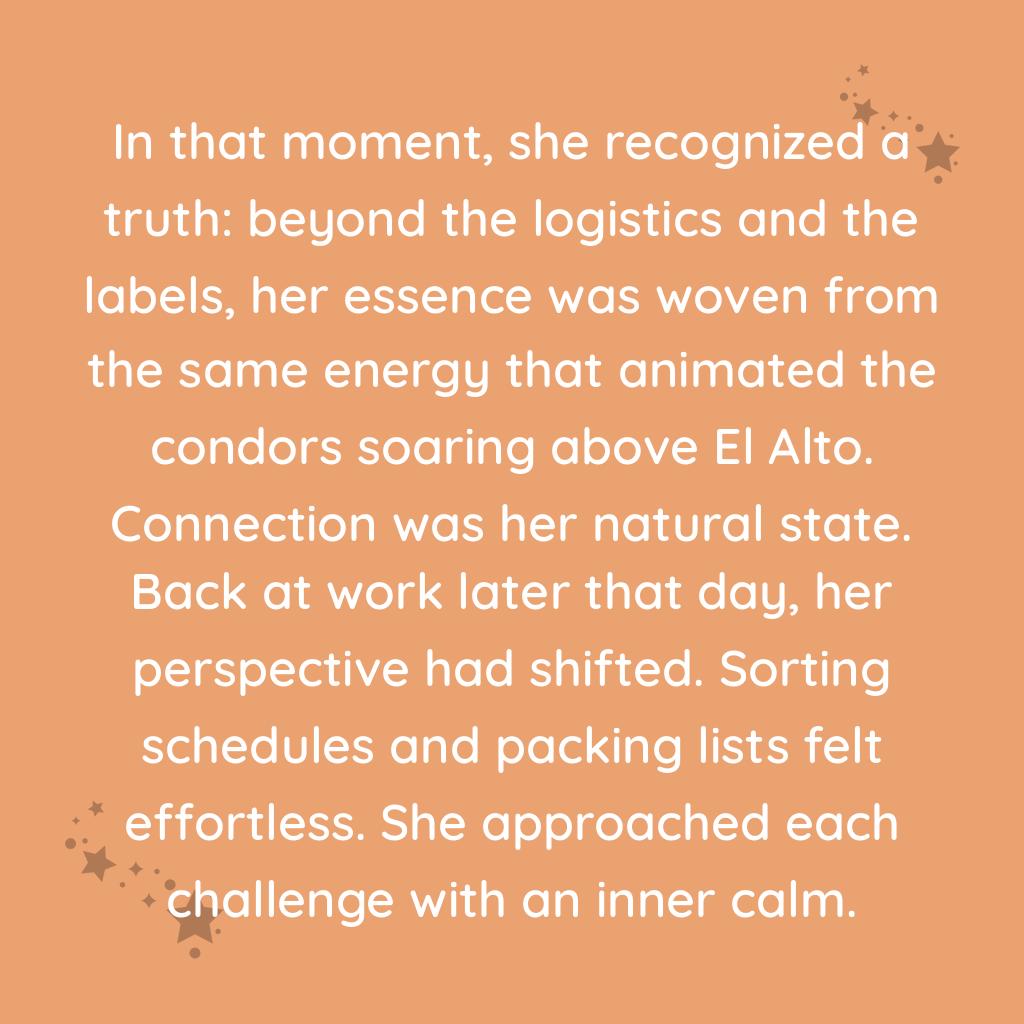 In that moment, she recognized a
truth: beyond the logistics and the
labels, her essence was woven from
the same energy that animated the
condors soaring above El Alto.
Connection was her natural state.
Back at work later that day, her
perspective had shifted. Sorting
schedules and packing lists felt
effortless. She approached each
challenge with an inner calm.